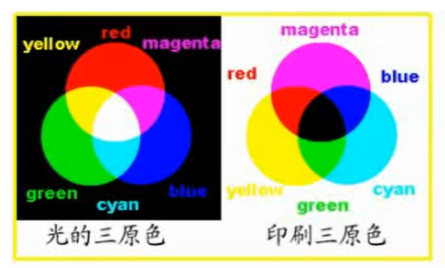 red
yellow
magenta
green
cyan
blue
光的三原色
magenta
red
blue
yellow
cyan
green
印刷三原色